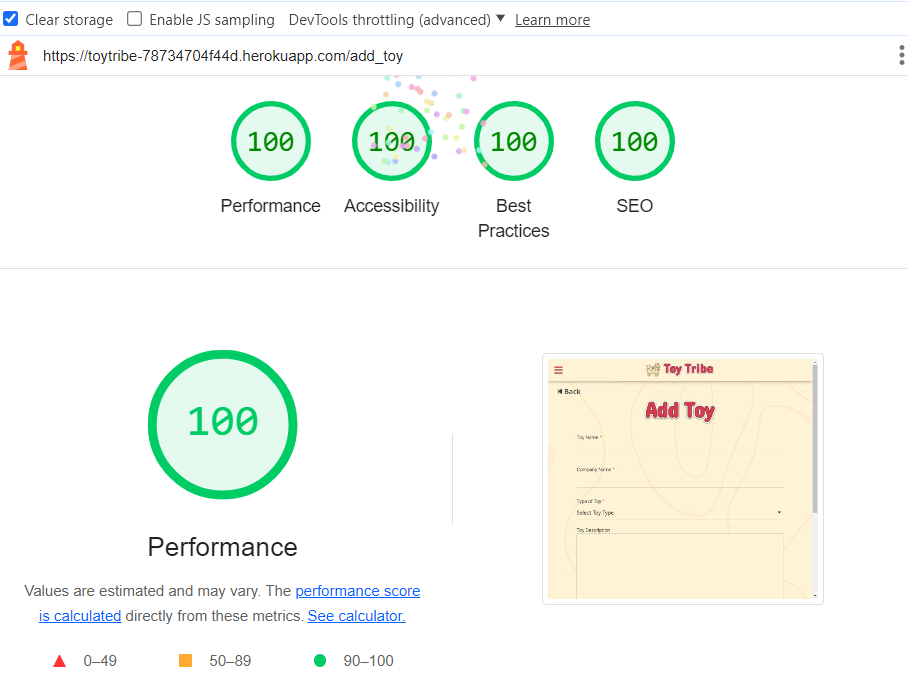 Clear storage Enable JS sampling DevTools throttling (advanced) Learn more
https://toytribe-78734704f44d.herokuapp.com/add_toy
100 100 100 100
Performance Accessibility Best Practices SEO
100
Performance
Values are estimated and may vary. The performance score
is calculated directly from these metrics. See calculator.
0–49 50–89 90–100
Toy Tribe
Back
Add Toy
Toy Name *
Company Name *
Type of Toy *
Select Toy Type
Toy Description